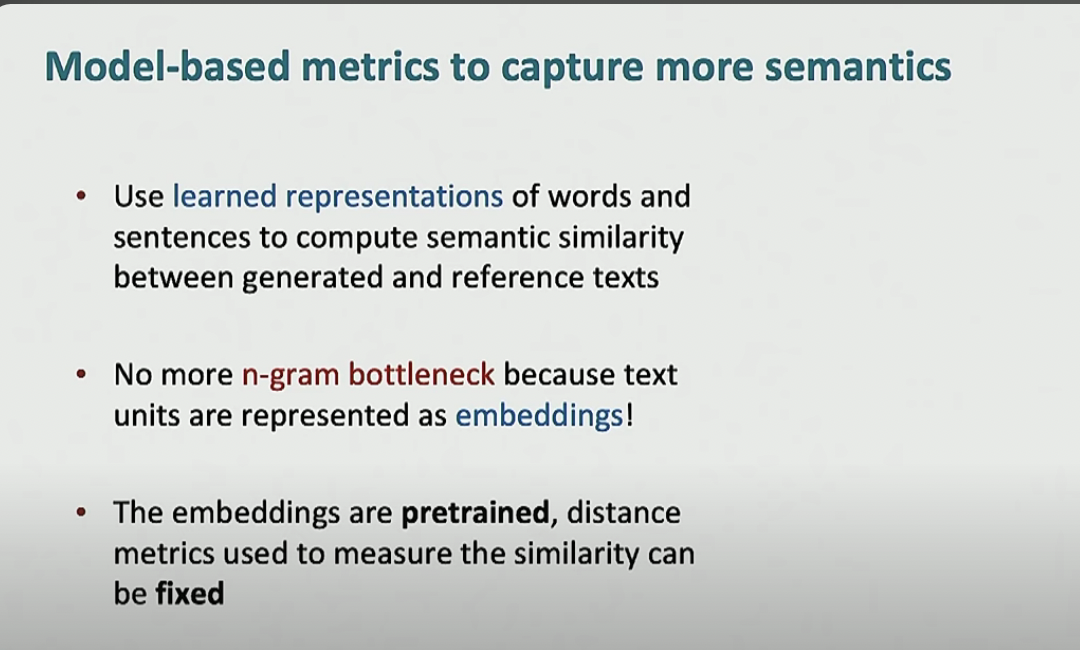 Model-based metrics to capture more semantics
• Use learned representations of words and
sentences to compute semantic similarity
between generated and reference texts
• No more n-gram bottleneck because text
units are represented as embeddings!
• The embeddings are pretrained, distance
metrics used to measure the similarity can
be fixed